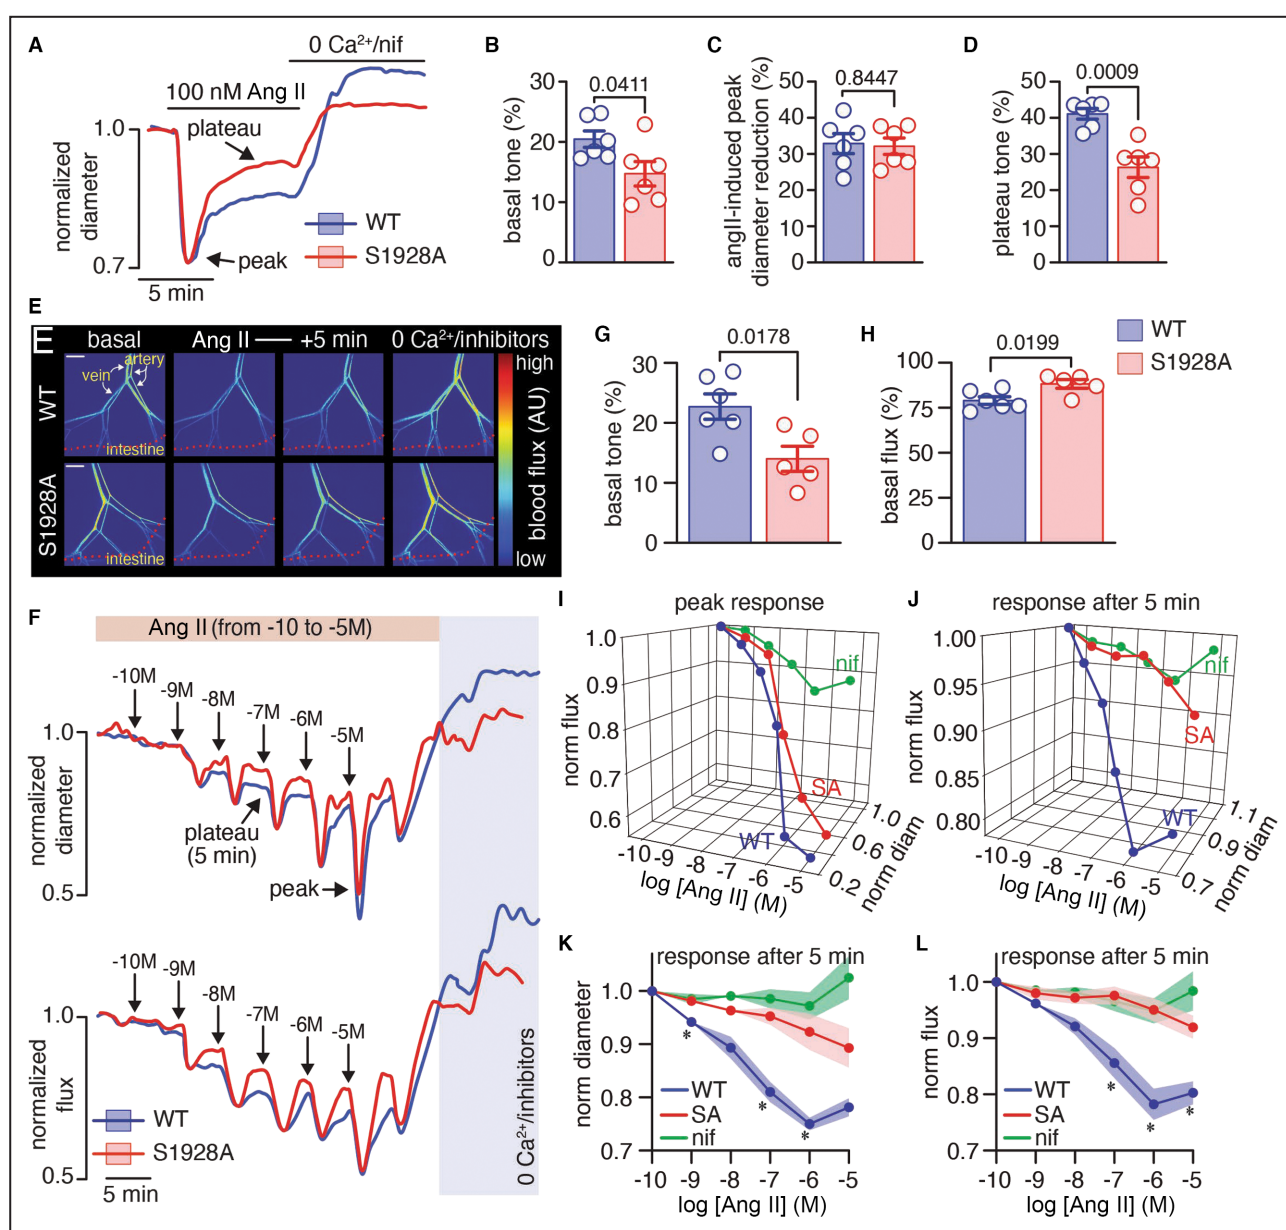 A
0 Ca²⁺/nif
100 nM Ang II
plateau
1.0
normalized
diameter
WT
S1928A
peak
0.7
5 min
B
30
20
10
0
basal tone (%)
0.0411
C
50
40
30
20
10
0
angII-induced peak
diameter reduction (%)
0.8447
D
50
40
30
20
10
0
plateau tone (%)
0.0009
E
E
basal
Ang II
+5 min
0 Ca²⁺/inhibitors
WT
artery
vein
intestine
S1928A
intestine
high
blood flux (AU)
low
G
30
20
10
0
basal tone (%)
0.0178
H
100
75
50
25
0
basal flux (%)
0.0199
WT
S1928A
F
Ang II (from -10 to -5M)
-10M
-9M
-8M
-7M
-6M
-5M
1.0
normalized
diameter
plateau
(5 min)
peak
0.5
-10M
-9M
-8M
-7M
-6M
-5M
1.0
normalized
flux
WT
S1928A
0.5
5 min
0 Ca²⁺/inhibitors
I
peak response
1.0
0.9
0.8
0.7
0.6
norm flux
nif
SA
WT
-10
-9
-8
-7
-6
-5
log [Ang II] (M)
0.2
0.6
1.0
norm diam
J
response after 5 min
1.00
0.95
0.90
0.85
0.80
norm flux
nif
SA
WT
-10
-9
-8
-7
-6
-5
log [Ang II] (M)
0.7
0.9
1.1
norm diam
K
response after 5 min
1.0
0.9
0.8
0.7
norm diameter
*
*
*
WT
SA
nif
-10
-9
-8
-7
-6
-5
log [Ang II] (M)
L
response after 5 min
1.0
0.9
0.8
0.7
norm flux
*
*
*
WT
SA
nif
-10
-9
-8
-7
-6
-5
log [Ang II] (M)